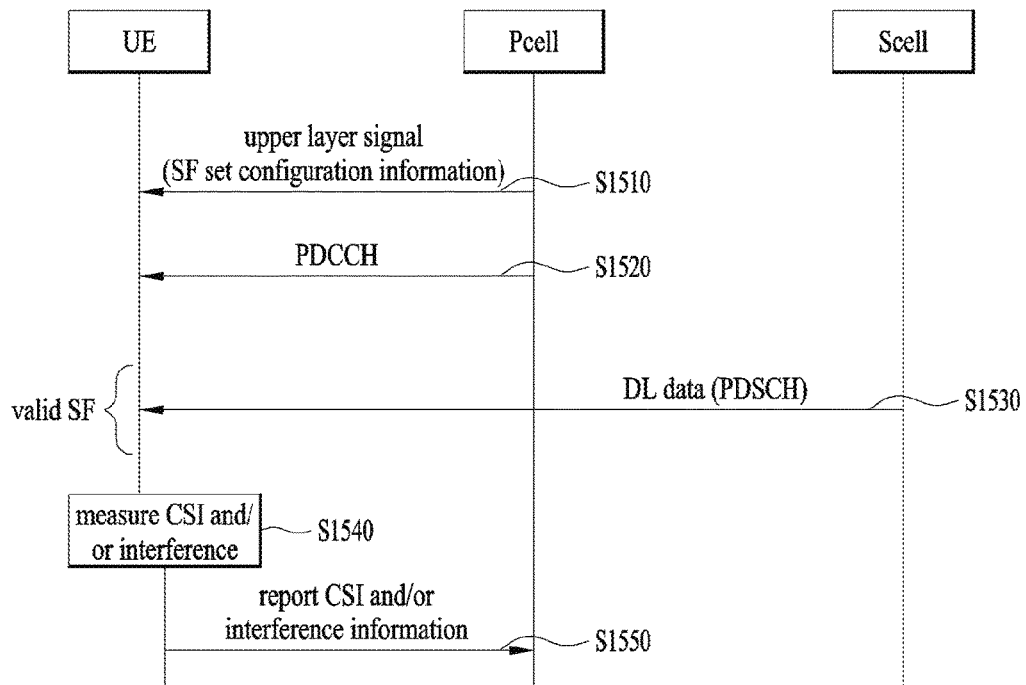 UE
Pcell
Scell
upper layer signal
(SF set configuration information)
S1510
PDCCH
S1520
DL data (PDSCH)
S1530
valid SF
measure CSI and/
or interference
S1540
report CSI and/or
interference information
S1550